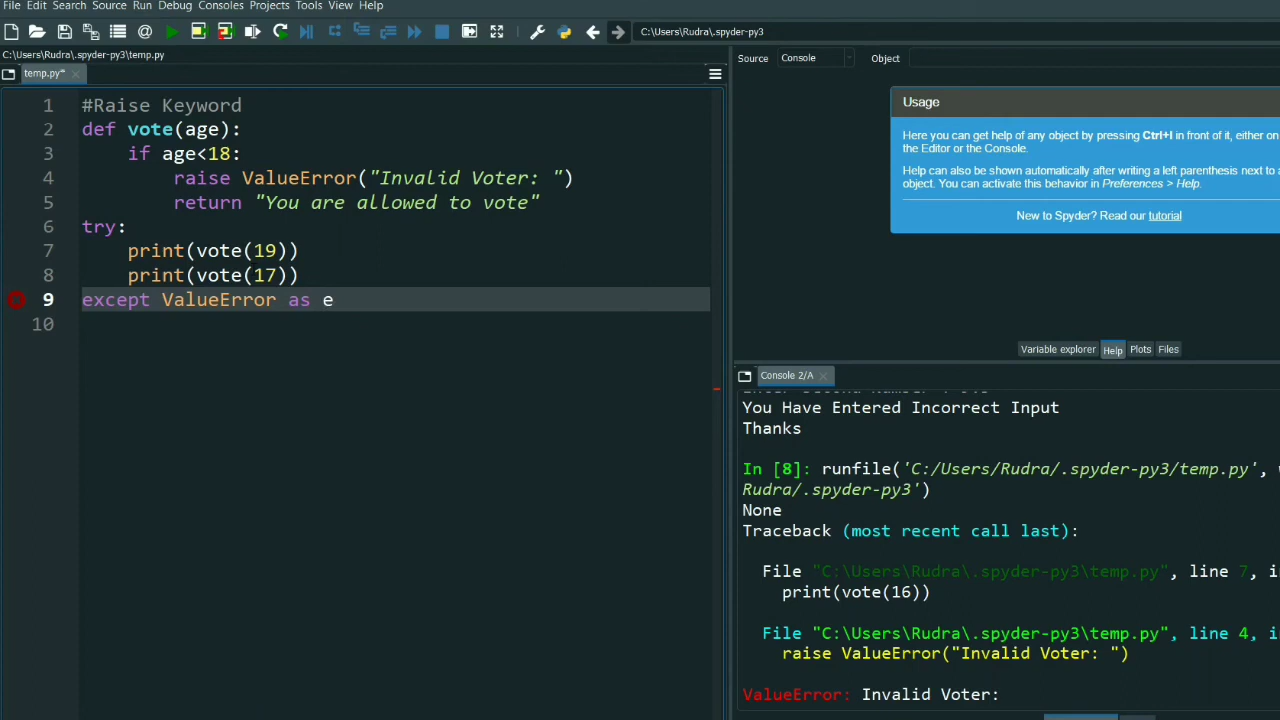 File Edit Search Source Run Debug Consoles Projects Tools View Help
C:\Users\Rudra\.spyder-py3
C:\Users\Rudra\.spyder-py3\temp.py
temp.py*
1 #Raise Keyword
2 def vote(age):
3 if age<18:
4 raise ValueError("Invalid Voter: ")
5 return "You are allowed to vote"
6 try:
7 print(vote(19))
8 print(vote(17))
9 except ValueError as e
10
Source Console Object
Usage
Here you can get help of any object by pressing Ctrl+I in front of it, either on
the Editor or the Console.
Help can also be shown automatically after writing a left parenthesis next to a
object. You can activate this behavior in Preferences > Help.
New to Spyder? Read our tutorial
Variable explorer Help Plots Files
Console 2/A
You Have Entered Incorrect Input
Thanks
In [8]: runfile('C:/Users/Rudra/.spyder-py3/temp.py',
Rudra/.spyder-py3')
None
Traceback (most recent call last):
File "C:\Users\Rudra\.spyder-py3\temp.py", line 7, i
print(vote(16))
File "C:\Users\Rudra\.spyder-py3\temp.py", line 4, i
raise ValueError("Invalid Voter: ")
ValueError: Invalid Voter: